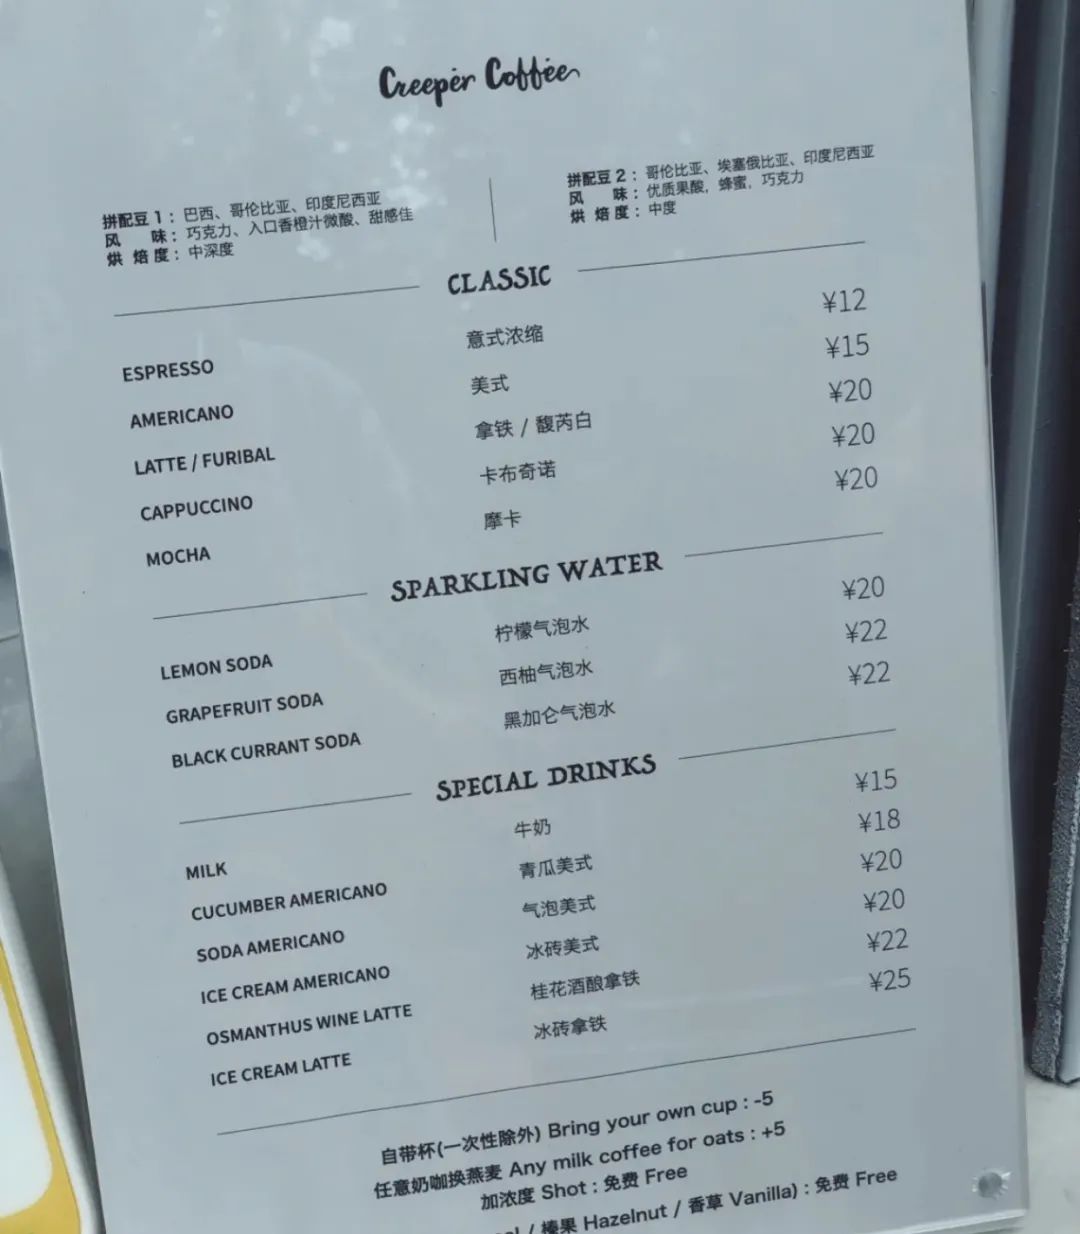 Creeper Coffee
拼配豆 1：巴西、哥伦比亚、印度尼西亚
风 味：巧克力、入口香橙汁微酸、甜感佳
烘 焙 度：中深度
拼配豆 2：哥伦比亚、埃塞俄比亚、印度尼西亚
风 味：优质果酸，蜂蜜，巧克力
烘 焙 度：中度
CLASSIC
ESPRESSO 意式浓缩 ¥12
AMERICANO 美式 ¥15
LATTE / FURIBAL 拿铁 / 馥芮白 ¥20
CAPPUCCINO 卡布奇诺 ¥20
MOCHA 摩卡 ¥20
SPARKLING WATER
LEMON SODA 柠檬气泡水 ¥20
GRAPEFRUIT SODA 西柚气泡水 ¥22
BLACK CURRANT SODA 黑加仑气泡水 ¥22
SPECIAL DRINKS
MILK 牛奶 ¥15
CUCUMBER AMERICANO 青瓜美式 ¥18
SODA AMERICANO 气泡美式 ¥20
ICE CREAM AMERICANO 冰砖美式 ¥20
OSMANTHUS WINE LATTE 桂花酒酿拿铁 ¥22
ICE CREAM LATTE 冰砖拿铁 ¥25
自带杯(一次性除外) Bring your own cup : -5
任意奶咖换燕麦 Any milk coffee for oats : +5
加浓度 Shot : 免费 Free
/ 榛果 Hazelnut / 香草 Vanilla) : 免费 Free